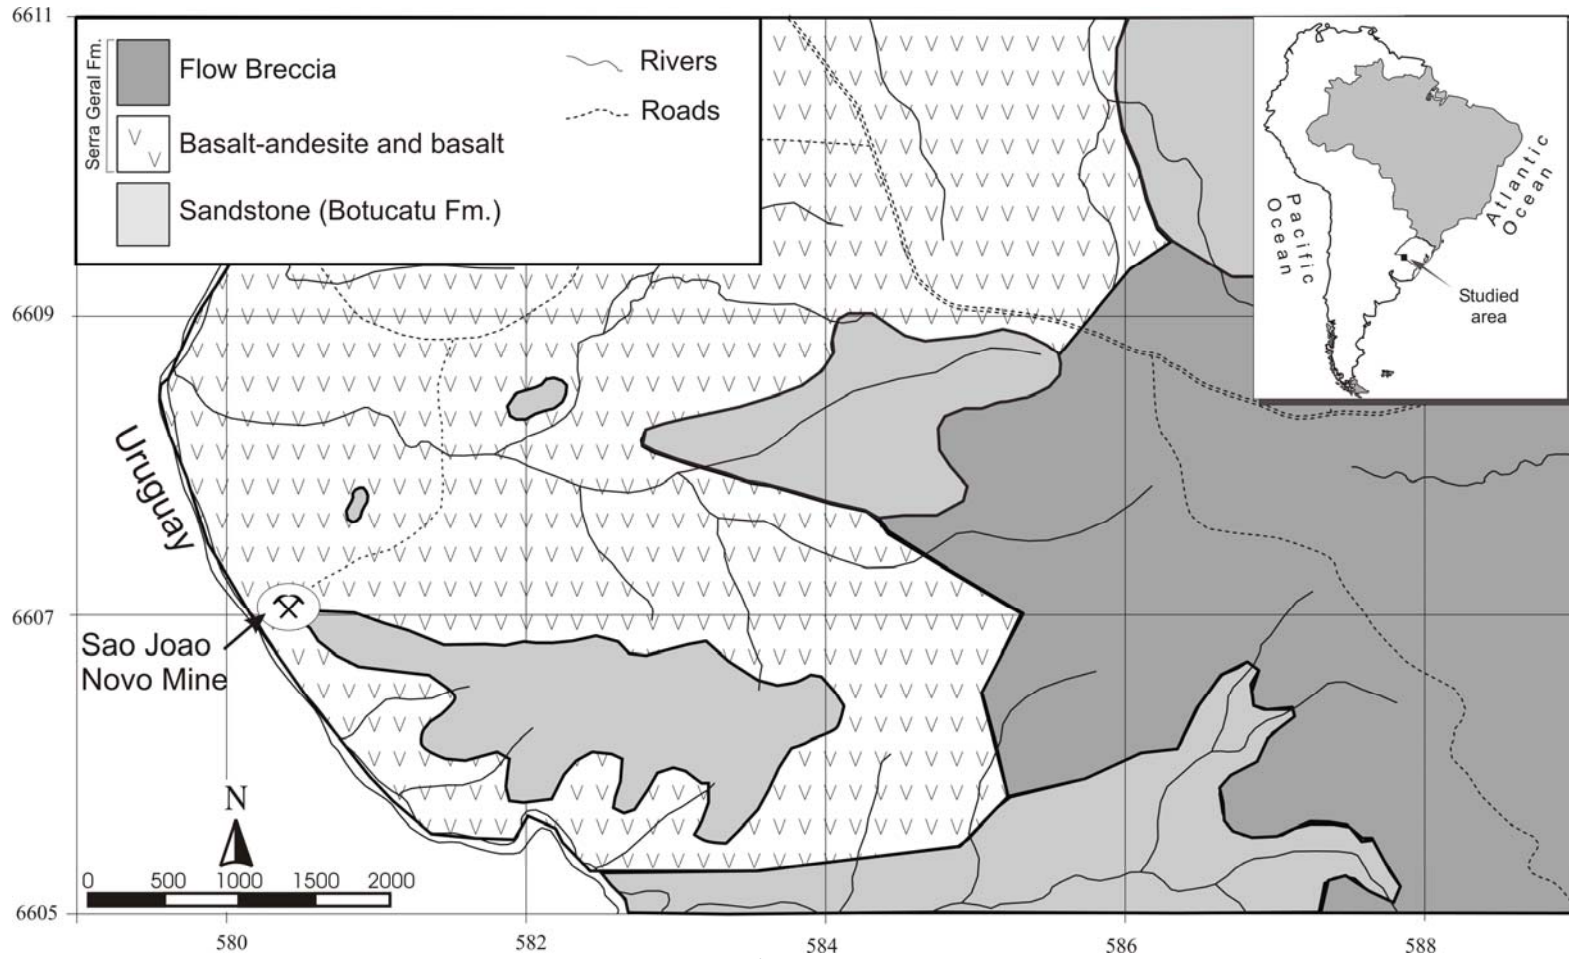 6611
Serra Geral Fm.
Flow Breccia
Basalt-andesite and basalt
Sandstone (Botucatu Fm.)
Rivers
Roads
Pacific
Ocean
Atlantic
Ocean
Studied
area
6609
Uruguay
6607
Sao Joao
Novo Mine
N
0 500 1000 1500 2000
6605
580 582 584 586 588